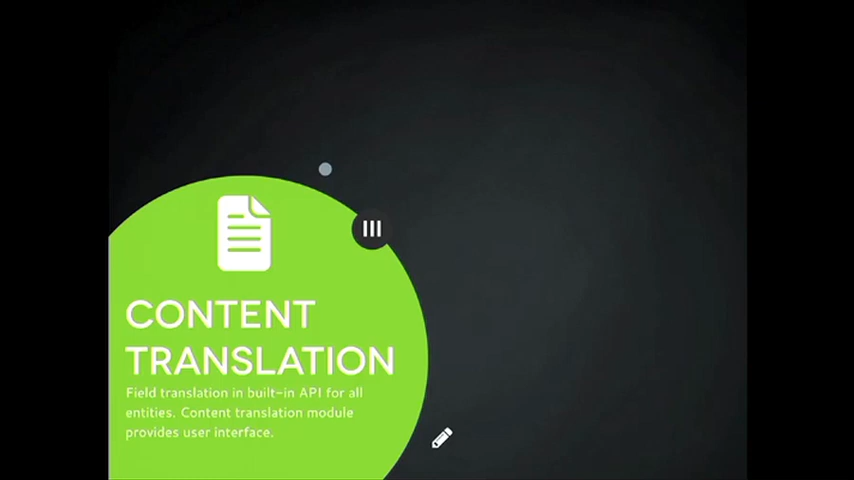 CONTENT
TRANSLATION
Field translation in built-in API for all
entities. Content translation module
provides user interface.